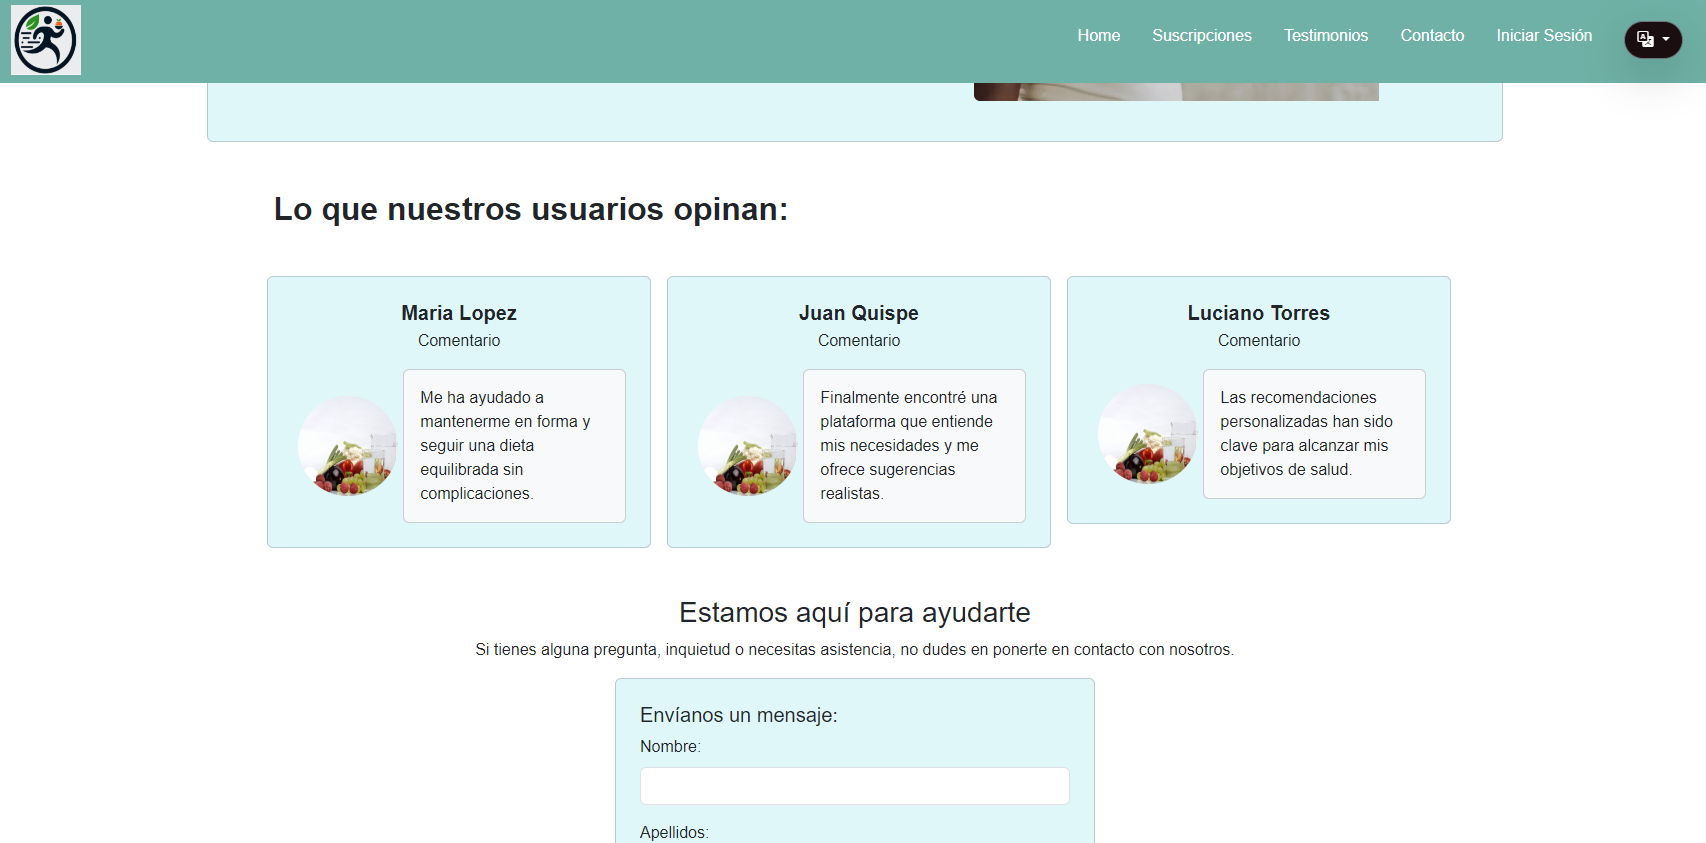 Home Suscripciones Testimonios Contacto Iniciar Sesión
Lo que nuestros usuarios opinan:
Maria Lopez
Comentario
Me ha ayudado a
mantenerme en forma y
seguir una dieta
equilibrada sin
complicaciones.
Juan Quispe
Comentario
Finalmente encontré una
plataforma que entiende
mis necesidades y me
ofrece sugerencias
realistas.
Luciano Torres
Comentario
Las recomendaciones
personalizadas han sido
clave para alcanzar mis
objetivos de salud.
Estamos aquí para ayudarte
Si tienes alguna pregunta, inquietud o necesitas asistencia, no dudes en ponerte en contacto con nosotros.
Envíanos un mensaje:
Nombre:
Apellidos: